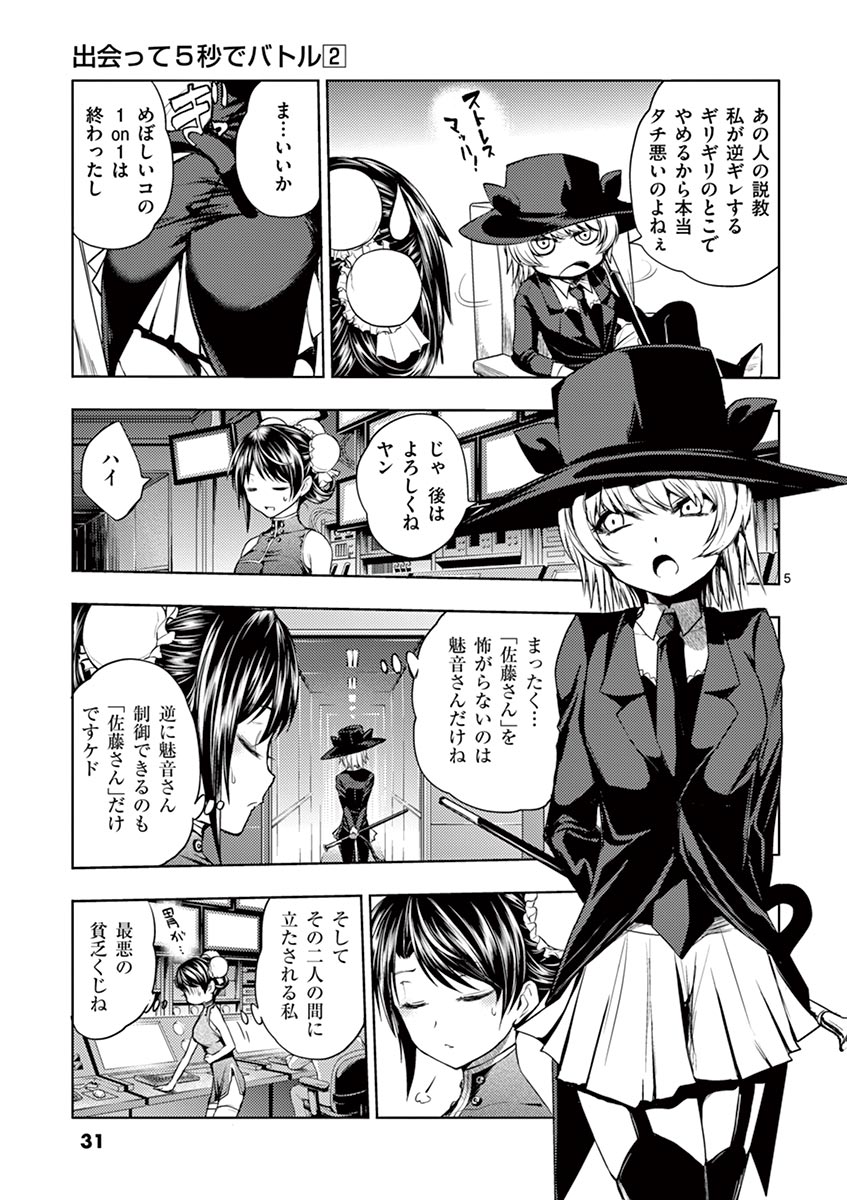 出会って5秒でバトル2
あの人の説教
私が逆ギレする
ギリギリのとこで
やめるから本当
タチ悪いのよねぇ
ストレス
マッハ!
ま…いいか
めぼしいコの
1on1は
終わったし
じゃ 後は
よろしくね
ヤン
ハイ
5
まったく…
「佐藤さん」を
怖がらないのは
魅音さんだけね
逆に魅音さん
制御できるのも
「佐藤さん」だけ
ですケド
そして
その二人の間に
立たされる私
胃が…
最悪の
貧乏くじね
31